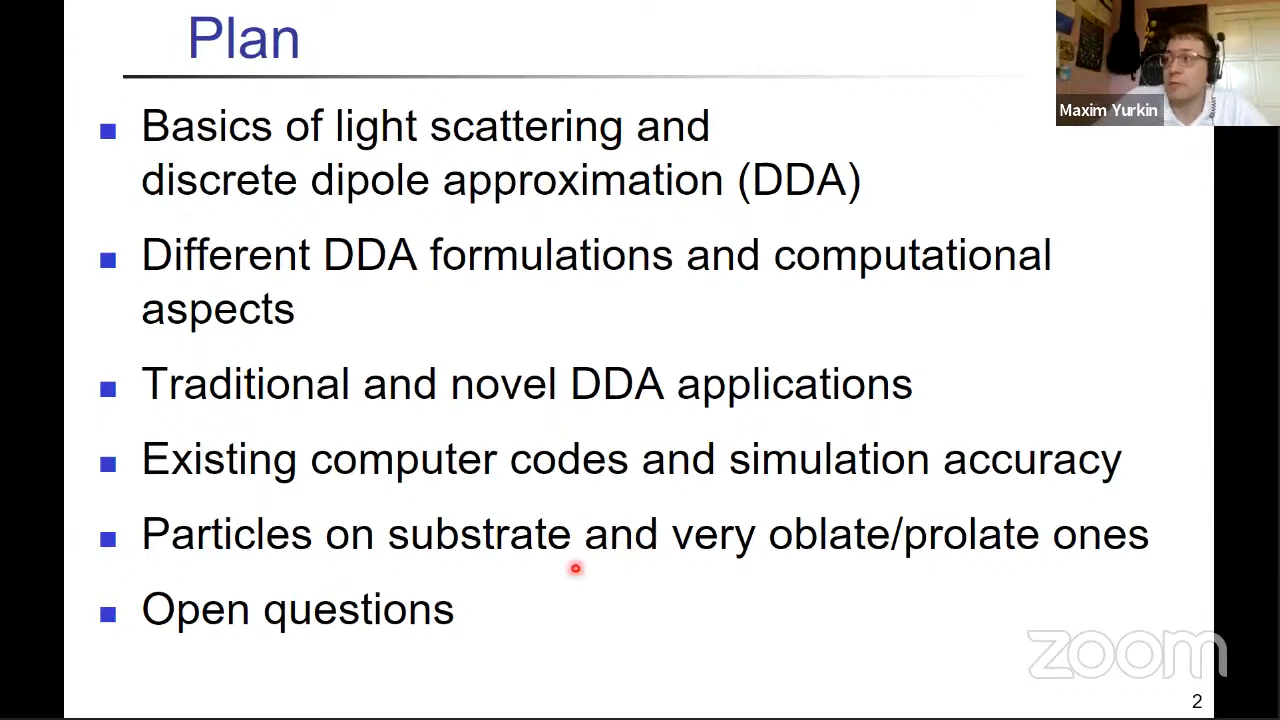 Plan
Maxim Yurkin
Basics of light scattering and
discrete dipole approximation (DDA)
Different DDA formulations and computational
aspects
Traditional and novel DDA applications
Existing computer codes and simulation accuracy
Particles on substrate and very oblate/prolate ones
Open questions
zoom
2